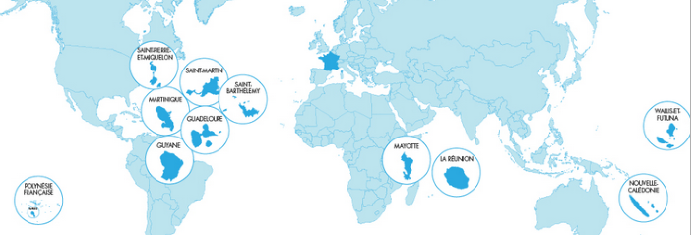 SAINT-PIERRE-
ET-MIQUELON
SAINT-MARTIN
SAINT-
BARTHÉLEMY
MARTINIQUE
GUADELOUPE
GUYANE
MAYOTTE
LA RÉUNION
WALLIS-ET-
FUTUNA
POLYNÉSIE
FRANÇAISE
NOUVELLE-
CALÉDONIE